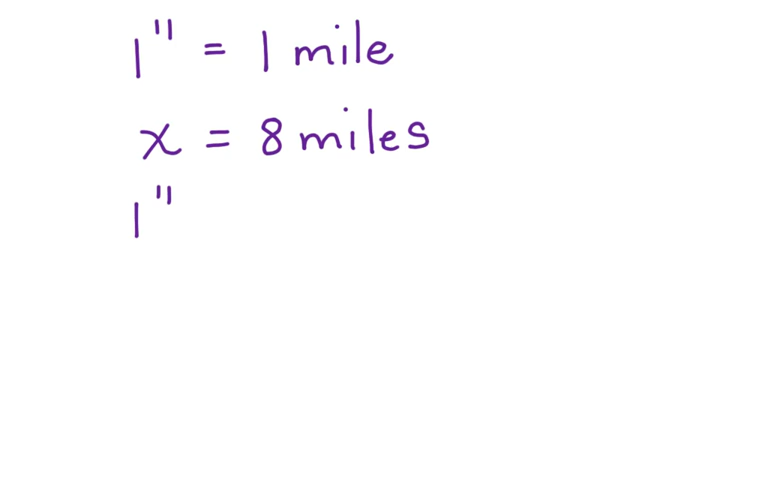 1" = 1 mile
x = 8 miles
1"